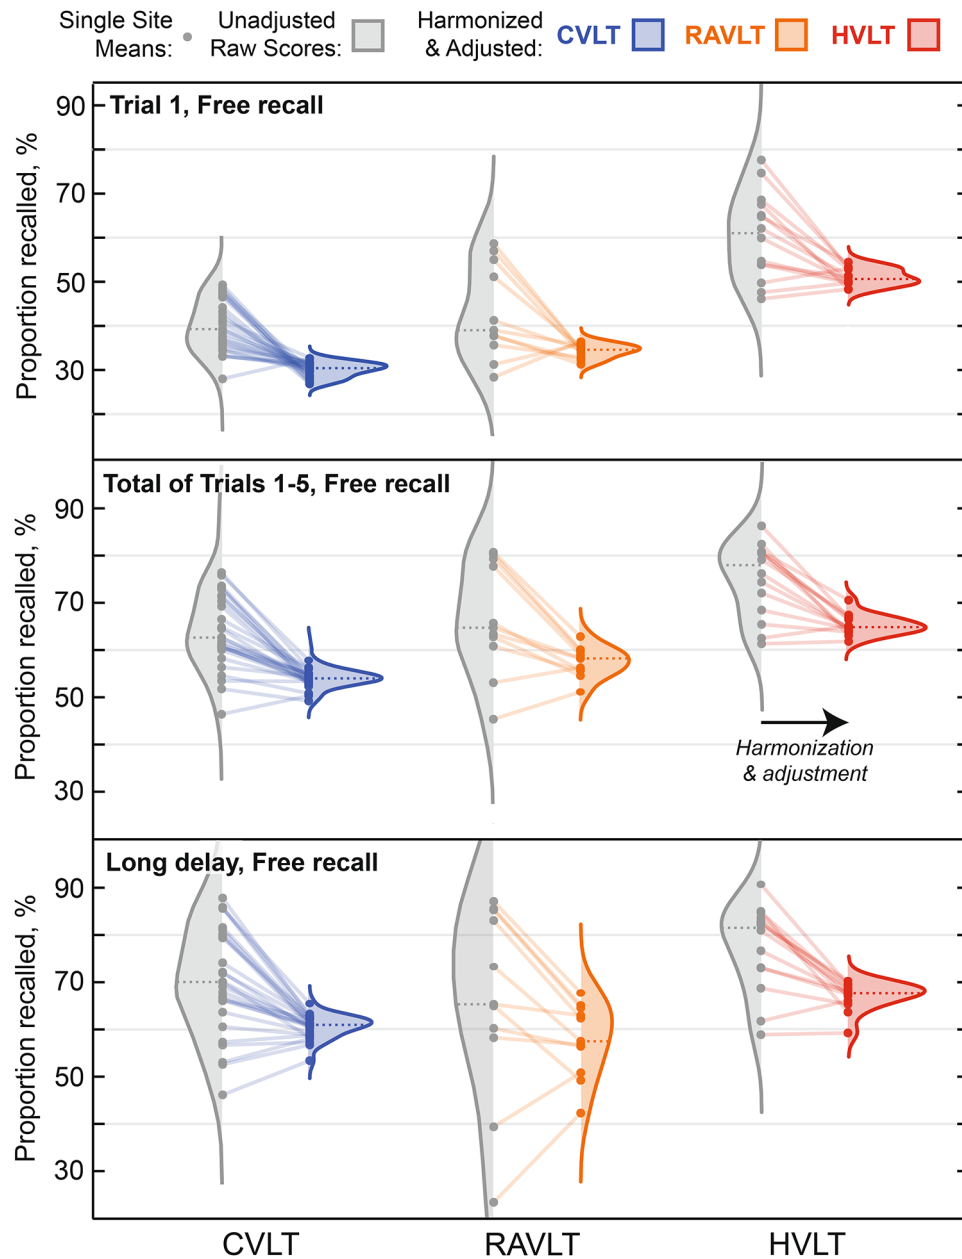 Single Site Means:
Unadjusted Raw Scores:
Harmonized & Adjusted:
CVLT
RAVLT
HVLT
Trial 1, Free recall
Proportion recalled, %
90
70
50
30
Total of Trials 1-5, Free recall
Proportion recalled, %
90
70
50
30
Harmonization
& adjustment
Long delay, Free recall
Proportion recalled, %
90
70
50
30
CVLT
RAVLT
HVLT